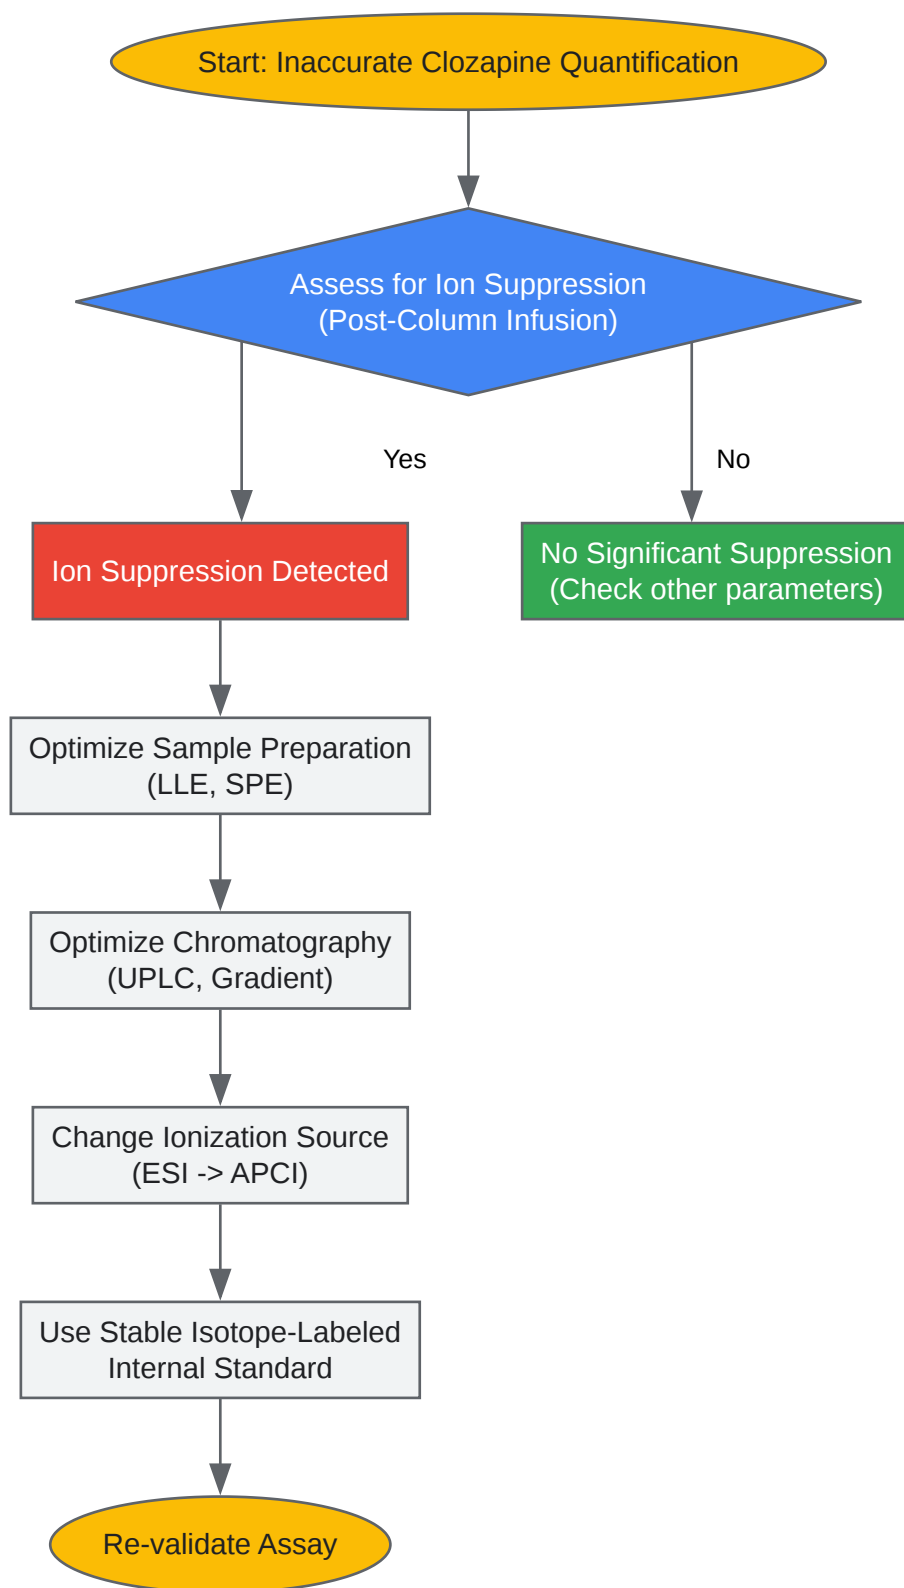 Start: Inaccurate Clozapine Quantification
Assess for Ion Suppression
(Post-Column Infusion)
Yes
No
Ion Suppression Detected
No Significant Suppression
(Check other parameters)
Optimize Sample Preparation
(LLE, SPE)
Optimize Chromatography
(UPLC, Gradient)
Change Ionization Source
(ESI -> APCI)
Use Stable Isotope-Labeled
Internal Standard
Re-validate Assay